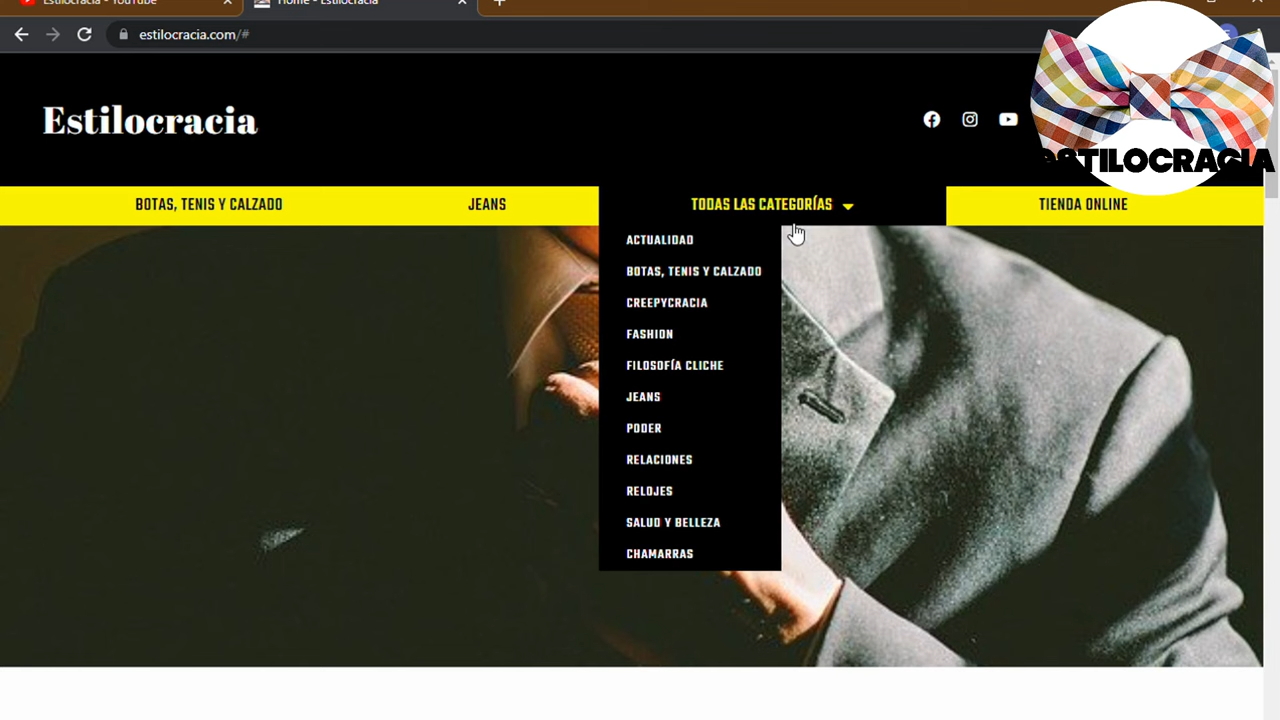 Estilocracia - YouTube
Home - Estilocracia
estilocracia.com/#
Estilocracia
ESTILOCRACIA
BOTAS, TENIS Y CALZADO
JEANS
TODAS LAS CATEGORÍAS
TIENDA ONLINE
ACTUALIDAD
BOTAS, TENIS Y CALZADO
CREEPYCRACIA
FASHION
FILOSOFÍA CLICHE
JEANS
PODER
RELACIONES
RELOJES
SALUD Y BELLEZA
CHAMARRAS